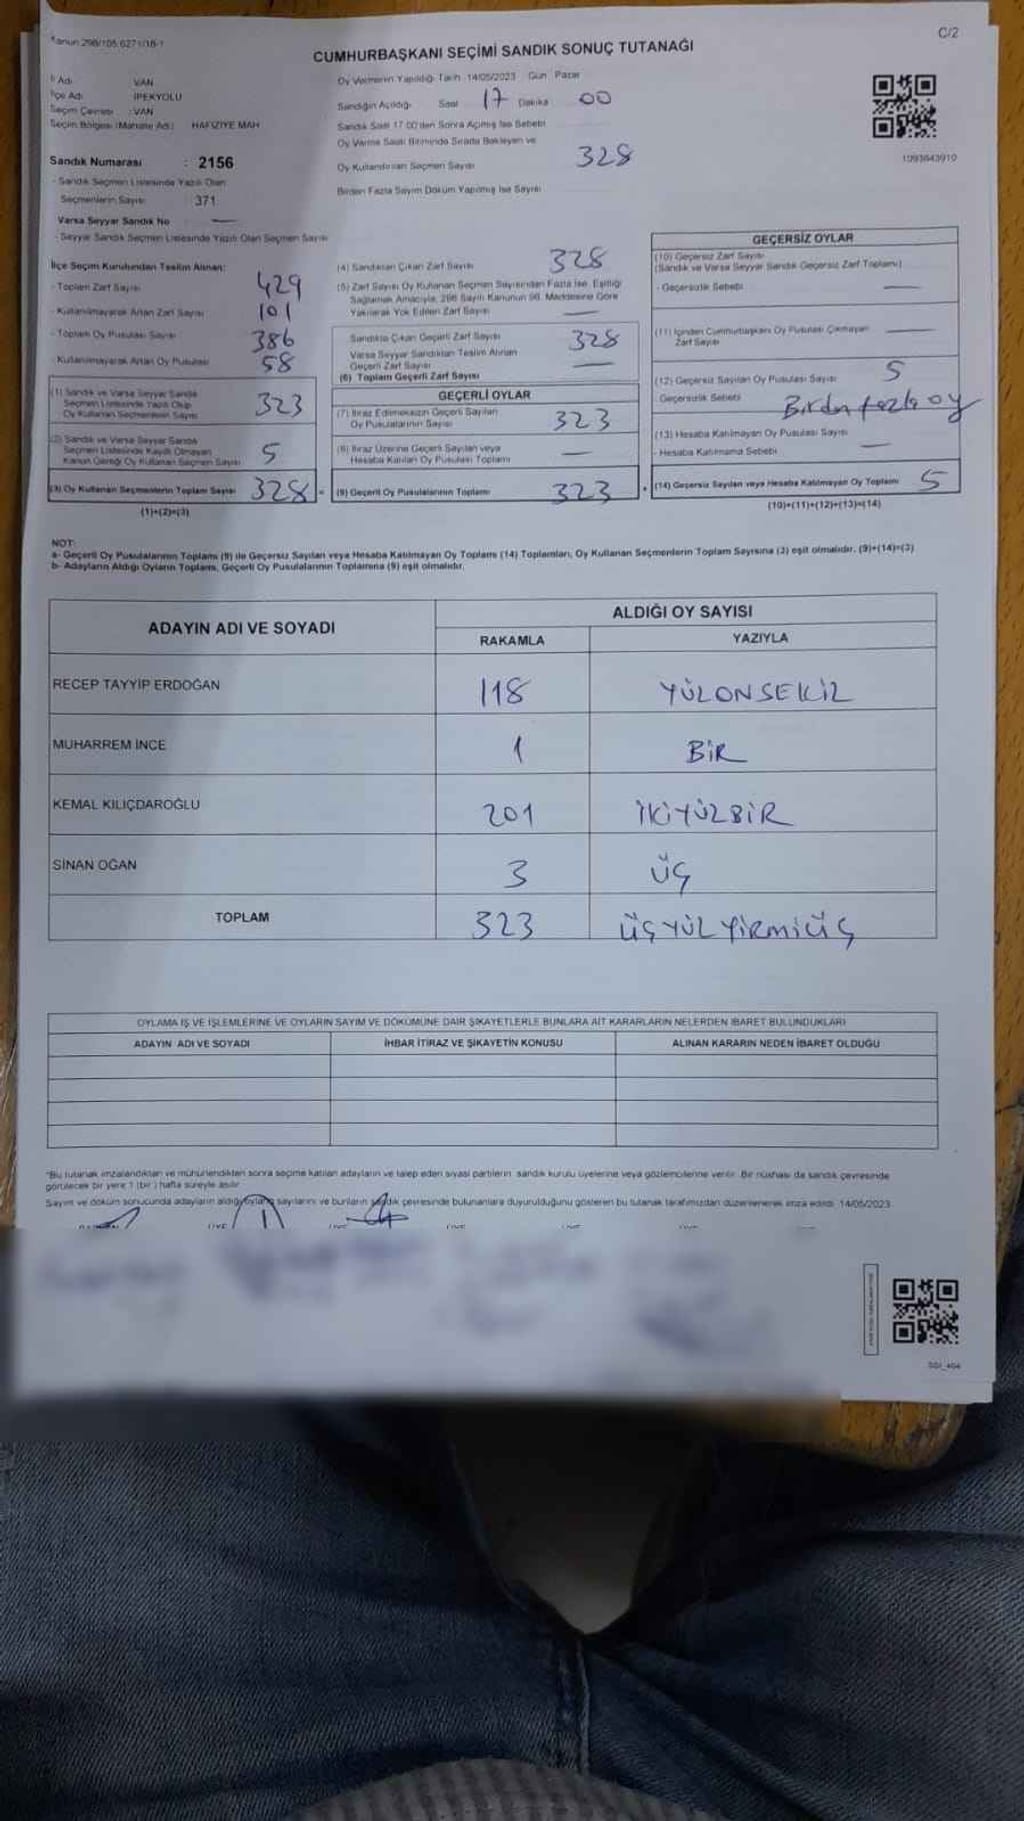 Kanun 298/105 6271/18-1
C/2
CUMHURBAŞKANI SEÇİMİ SANDIK SONUÇ TUTANAĞI
İl Adı VAN
İlçe Adı İPEKYOLU
Seçim Çevresi : VAN
Seçim Bölgesi (Mahalle Adı) HAFİZİYE MAH
Sandık Numarası : 2156
- Sandık Seçmen Listesinde Yazılı Olan
Seçmenlerin Sayısı 371
Varsa Seyyar Sandık No —
- Seyyar Sandık Seçmen Listesinde Yazılı Olan Seçmen Sayısı
Oy Vermenin Yapıldığı Tarih 14/05/2023 Gün Pazar
Sandığın Açıldığı Saat 17 Dakika 00
Sandık Saat 17:00'den Sonra Açılmış İse Sebebi
Oy Verme Saati Bitiminde Sırada Bekleyen ve
Oy Kullandırılan Seçmen Sayısı 328
Birden Fazla Sayım Döküm Yapılmış İse Sayısı
1093643910
İlçe Seçim Kurulundan Teslim Alınan:
- Toplam Zarf Sayısı 429
- Kullanılmayarak Artan Zarf Sayısı 101
- Toplam Oy Pusulası Sayısı 386
- Kullanılmayarak Artan Oy Pusulası 58
(1) Sandık ve Varsa Seyyar Sandık
Seçmen Listesinde Yazılı Olup
Oy Kullanan Seçmenlerin Sayısı 323
(2) Sandık ve Varsa Seyyar Sandık
Seçmen Listesinde Kayıtlı Olmayan
Kanun Gereği Oy Kullanan Seçmen Sayısı 5
(3) Oy Kullanan Seçmenlerin Toplam Sayısı 328 =
(1)+(2)=(3)
(4) Sandıktan Çıkan Zarf Sayısı 328
(5) Zarf Sayısı Oy Kullanan Seçmen Sayısından Fazla İse, Eşitliği
Sağlamak Amacıyla, 298 Sayılı Kanunun 98. Maddesine Göre
Yakılarak Yok Edilen Zarf Sayısı —
Sandıkta Çıkan Geçerli Zarf Sayısı 328
Varsa Seyyar Sandıktan Teslim Alınan
Geçerli Zarf Sayısı —
(6) Toplam Geçerli Zarf Sayısı
GEÇERLİ OYLAR
(7) İtiraz Edilmeksizin Geçerli Sayılan
Oy Pusulalarının Sayısı 323
(8) İtiraz Üzerine Geçerli Sayılan veya
Hesaba Katılan Oy Pusulası Toplamı —
(9) Geçerli Oy Pusulalarının Toplamı 323 +
GEÇERSİZ OYLAR
(10) Geçersiz Zarf Sayısı
(Sandık ve Varsa Seyyar Sandık Geçersiz Zarf Toplamı)
- Geçersizlik Sebebi —
(11) İçinden Cumhurbaşkanı Oy Pusulası Çıkmayan
Zarf Sayısı —
(12) Geçersiz Sayılan Oy Pusulası Sayısı 5
Geçersizlik Sebebi Birden fazla oy
(13) Hesaba Katılmayan Oy Pusulası Sayısı —
- Hesaba Katılmama Sebebi
(14) Geçersiz Sayılan veya Hesaba Katılmayan Oy Toplamı 5
(10)+(11)+(12)+(13)=(14)
NOT:
a- Geçerli Oy Pusulalarının Toplamı (9) ile Geçersiz Sayılan veya Hesaba Katılmayan Oy Toplamı (14) Toplamları, Oy Kullanan Seçmenlerin Toplam Sayısına (3) eşit olmalıdır. (9)+(14)=(3)
b- Adayların Aldığı Oyların Toplamı, Geçerli Oy Pusulalarının Toplamına (9) eşit olmalıdır.
ADAYIN ADI VE SOYADI
ALDIĞI OY SAYISI
RAKAMLA YAZIYLA
RECEP TAYYİP ERDOĞAN 118 YÜZONSEKİZ
MUHARREM İNCE 1 BİR
KEMAL KILIÇDAROĞLU 201 İKİYÜZBİR
SİNAN OĞAN 3 ÜÇ
TOPLAM 323 ÜÇYÜZYİRMİÜÇ
OYLAMA İŞ VE İŞLEMLERİNE VE OYLARIN SAYIM VE DÖKÜMÜNE DAİR ŞİKAYETLERLE BUNLARA AİT KARARLARIN NELERDEN İBARET BULUNDUKLARI
ADAYIN ADI VE SOYADI İHBAR İTİRAZ VE ŞİKAYETİN KONUSU ALINAN KARARIN NEDEN İBARET OLDUĞU
*Bu tutanak imzalandıktan ve mühürlendikten sonra seçime katılan adayların ve talep eden siyasi partilerin sandık kurulu üyelerine veya gözlemcilerine verilir. Bir nüshası da sandık çevresinde
görülecek bir yere 1 (bir) hafta süreyle asılır.
Sayım ve döküm sonucunda adayların aldığı oyların sayılarını ve bunların sandık çevresinde bulunanlara duyurulduğunu gösteren bu tutanak tarafımızdan düzenlenerek imza edildi. 14/05/2023